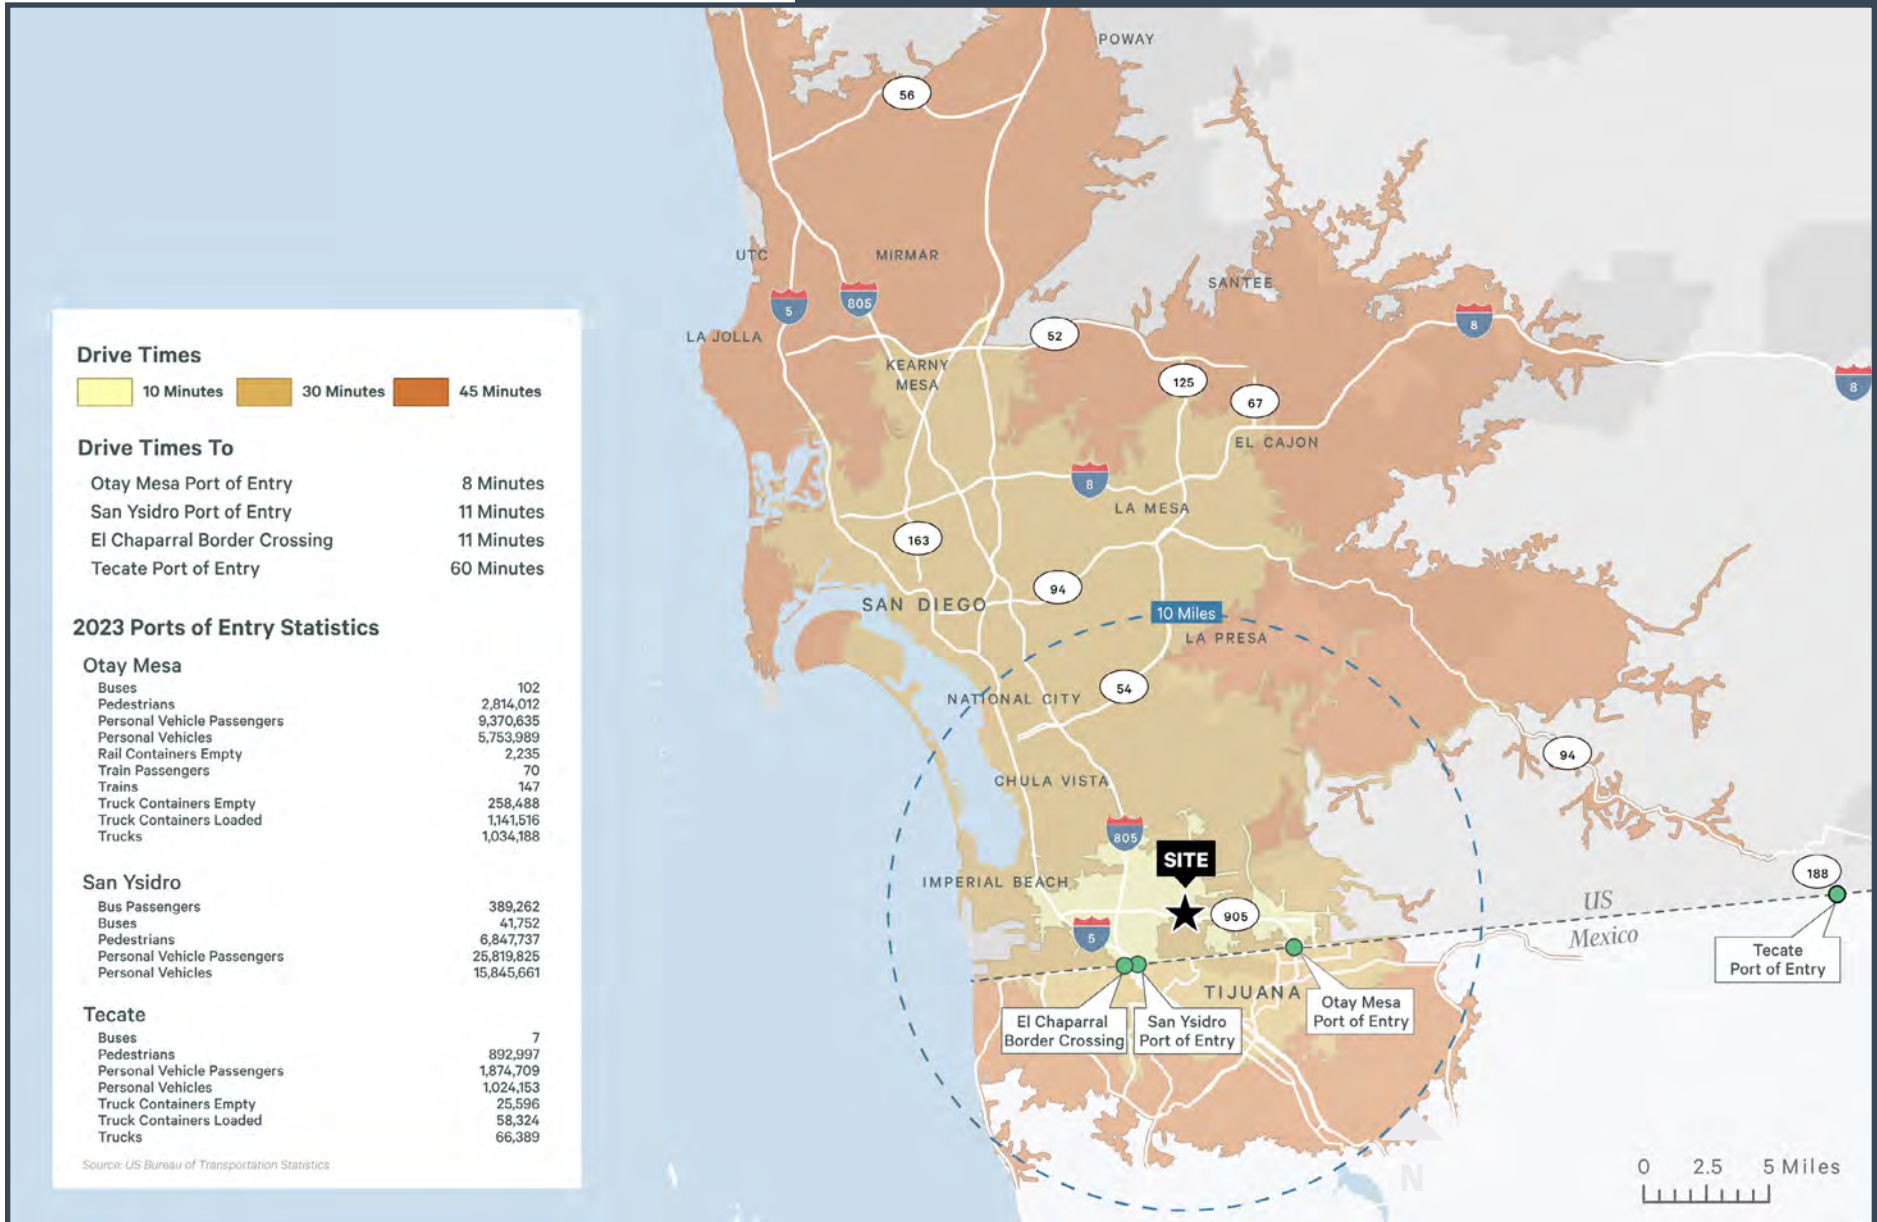 Drive Times
10 Minutes 30 Minutes 45 Minutes
Drive Times To
Otay Mesa Port of Entry 8 Minutes
San Ysidro Port of Entry 11 Minutes
El Chaparral Border Crossing 11 Minutes
Tecate Port of Entry 60 Minutes
2023 Ports of Entry Statistics
Otay Mesa
Buses 102
Pedestrians 2,814,012
Personal Vehicle Passengers 9,370,635
Personal Vehicles 5,753,989
Rail Containers Empty 2,235
Train Passengers 70
Trains 147
Truck Containers Empty 258,488
Truck Containers Loaded 1,141,516
Trucks 1,034,188
San Ysidro
Bus Passengers 389,262
Buses 41,752
Pedestrians 6,847,737
Personal Vehicle Passengers 25,819,825
Personal Vehicles 15,845,661
Tecate
Buses 7
Pedestrians 892,997
Personal Vehicle Passengers 1,874,709
Personal Vehicles 1,024,153
Truck Containers Empty 25,596
Truck Containers Loaded 58,324
Trucks 66,389
Source: US Bureau of Transportation Statistics
POWAY
56
UTC
MIRMAR
SANTEE
5
805
8
LA JOLLA
52
KEARNY
MESA
125
67
8
EL CAJON
8
LA MESA
163
94
SAN DIEGO
10 Miles
LA PRESA
54
NATIONAL CITY
94
CHULA VISTA
805
SITE
188
IMPERIAL BEACH
905
US
5
Mexico
Tecate
Port of Entry
TIJUANA
Otay Mesa
Port of Entry
El Chaparral
Border Crossing
San Ysidro
Port of Entry
N
0 2.5 5 Miles